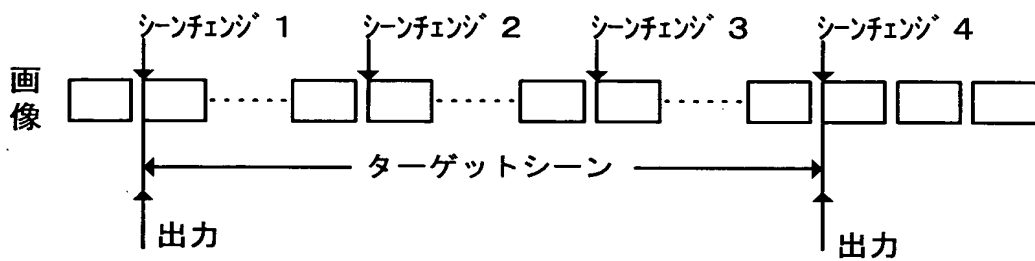 シーンチェンジ 1 シーンチェンジ 2 シーンチェンジ 3 シーンチェンジ 4
画像
ターゲットシーン
出力 出力